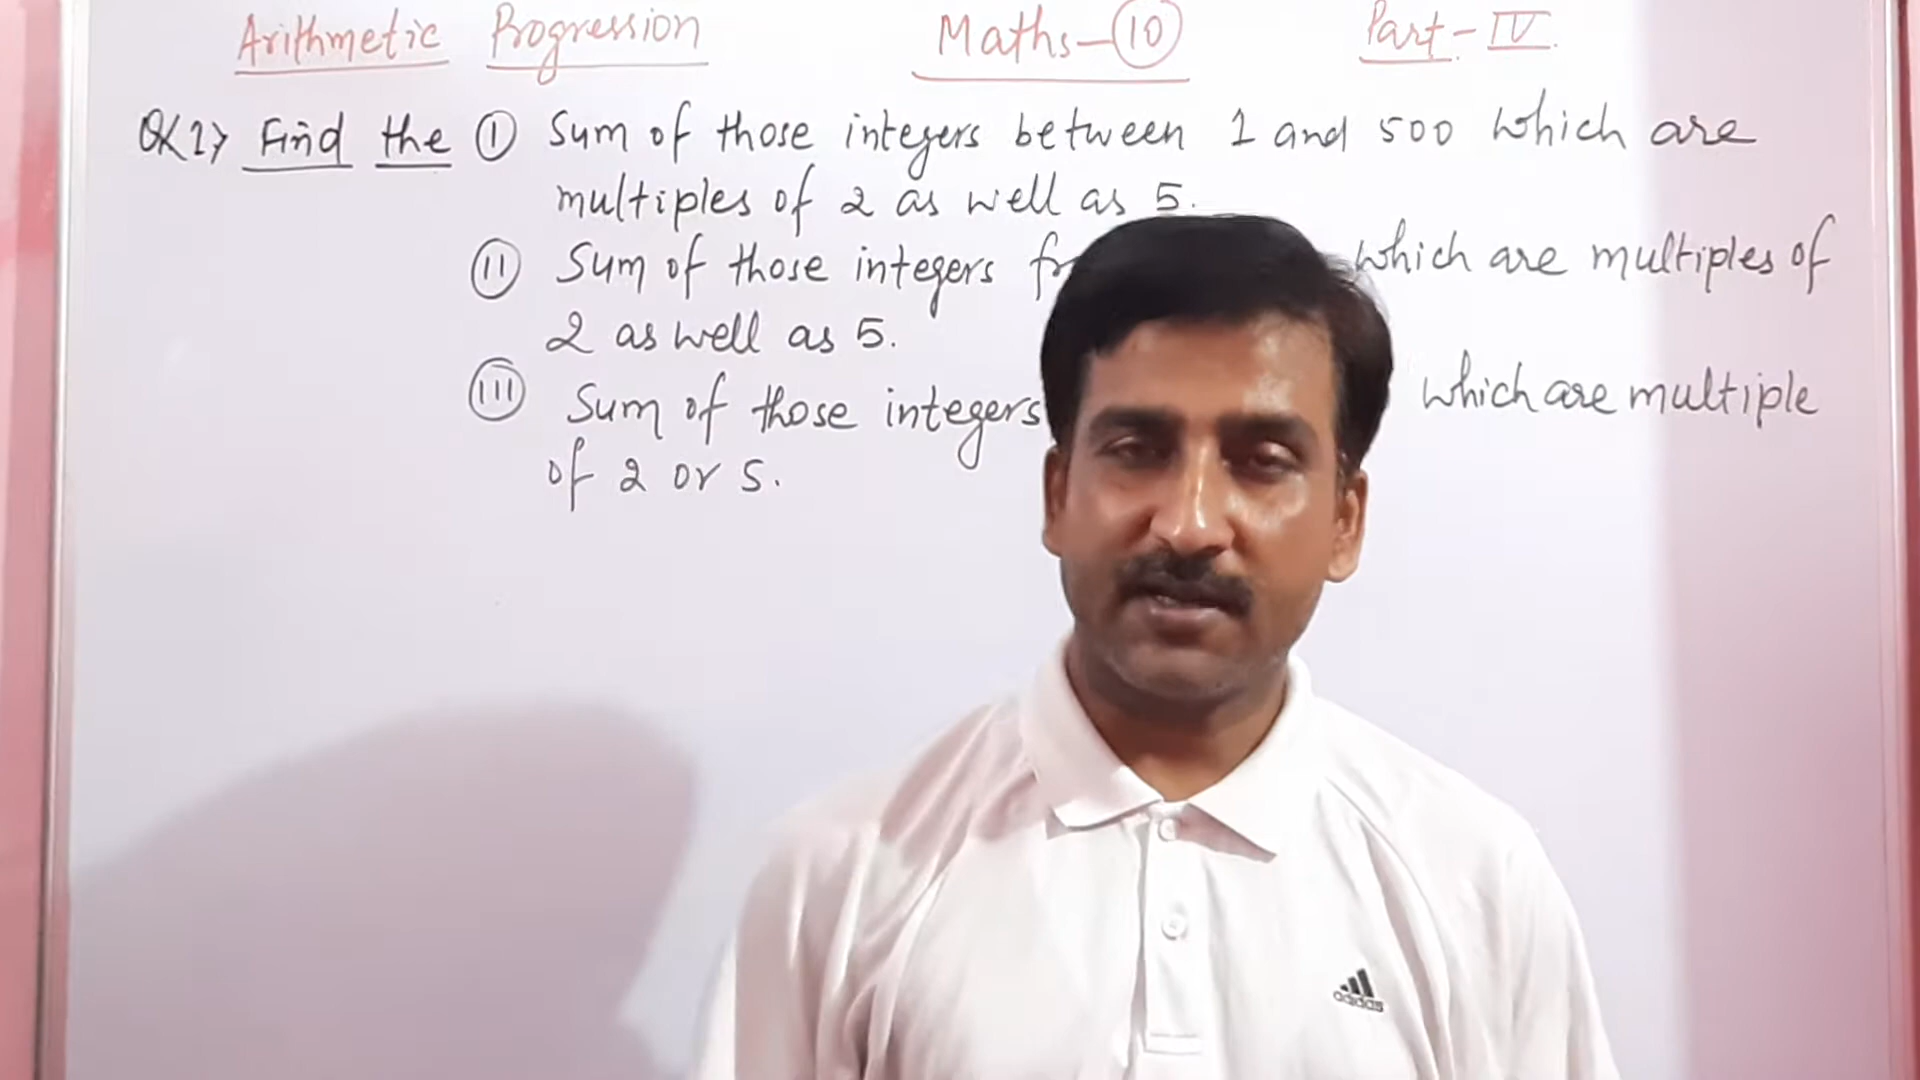 Arithmetic Progression Maths-10 Part-IV
Q<1> Find the (I) Sum of those integers between 1 and 500 which are
multiples of 2 as well as 5.
(II) Sum of those integers which are multiples of
2 as well as 5.
(III) Sum of those integers which are multiple
of 2 or 5.
adidas